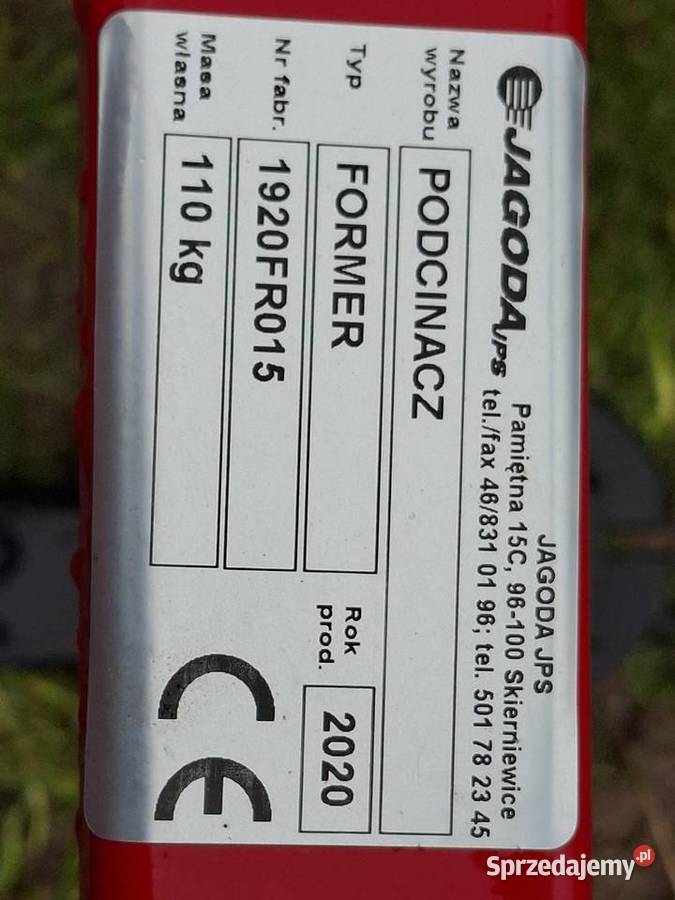 JAGODA JPS
JAGODA JPS
Pamiętna 15C, 96-100 Skierniewice
tel./fax 46/831 01 96; tel. 501 78 23 45
Nazwa
wyrobu
PODCINACZ
Typ
FORMER
Rok
prod.
2020
Nr fabr.
1920FR015
Masa
własna
110 kg
CE
Sprzedajemy.pl